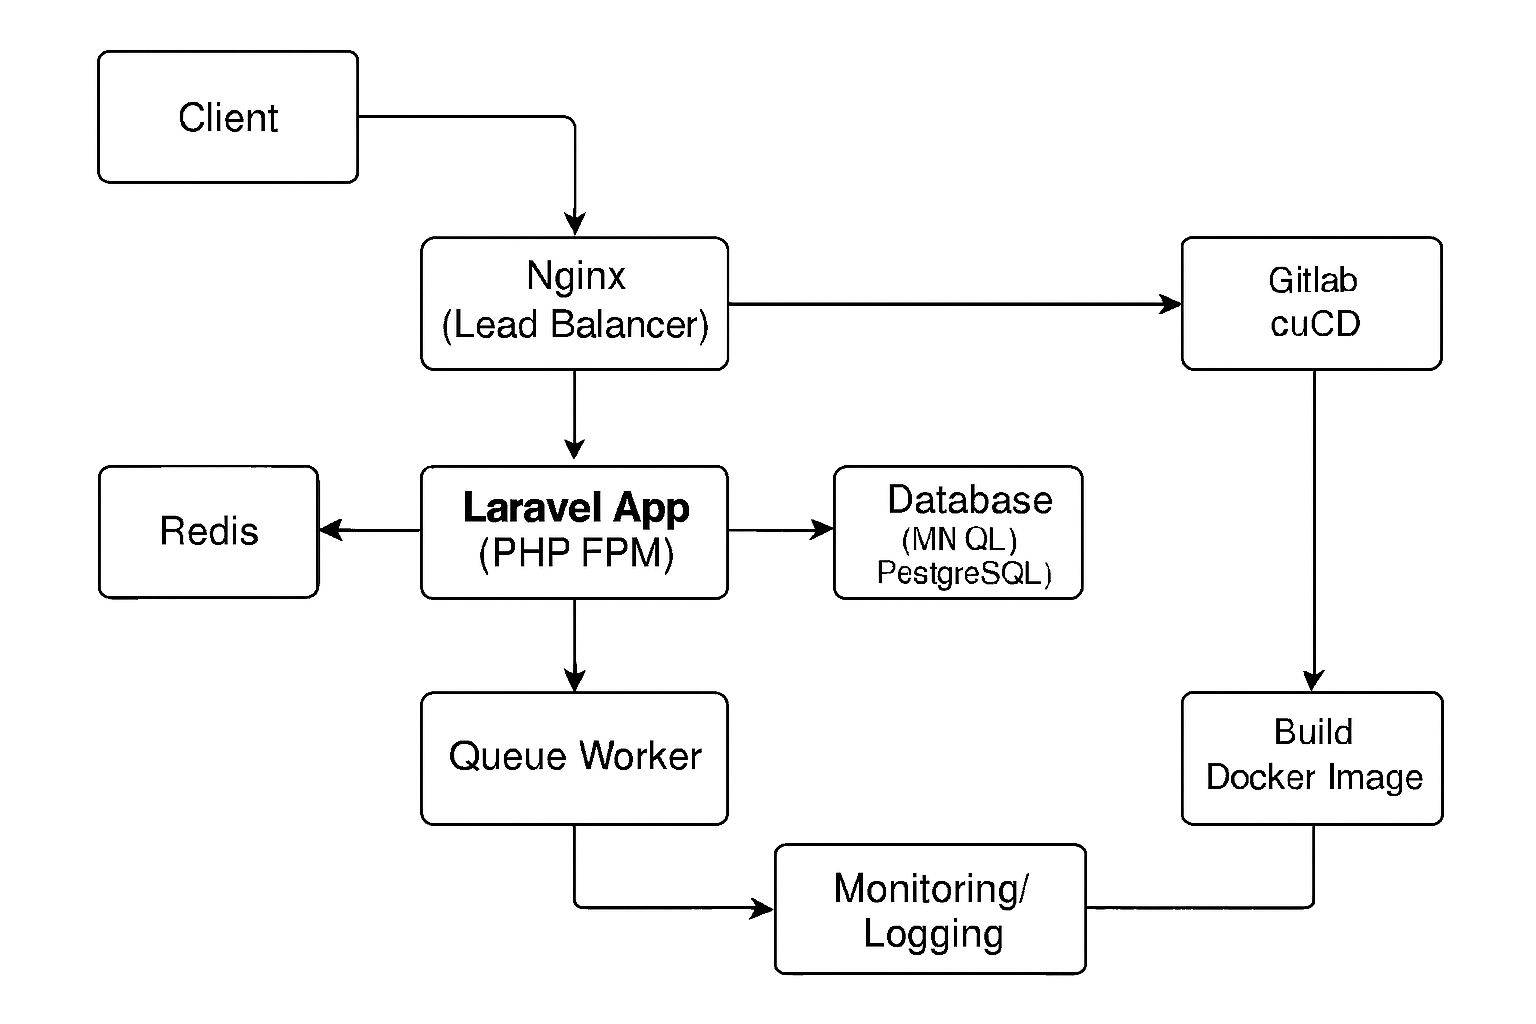 Client
Nginx
(Lead Balancer)
Gitlab
cuCD
Redis
Laravel App
(PHP FPM)
Database
(MN QL)
PestgreSQL)
Queue Worker
Build
Docker Image
Monitoring/
Logging